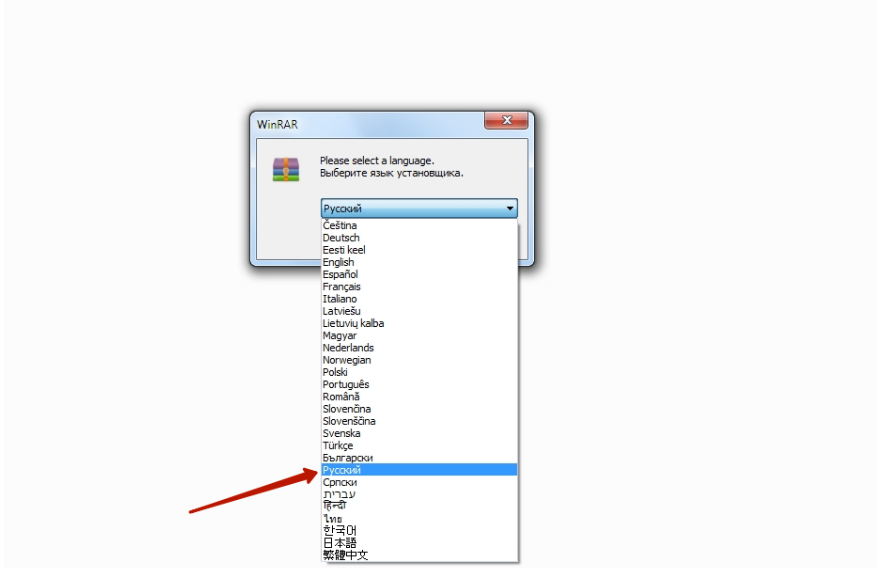 WinRAR
Please select a language.
Выберите язык установщика.
Русский
Čeština
Deutsch
Eesti keel
English
Español
Français
Italiano
Latviešu
Lietuvių kalba
Magyar
Nederlands
Norwegian
Polski
Português
Română
Slovenčina
Slovenščina
Svenska
Türkçe
Български
Русский
Српски
עברית
हिन्दी
ไทย
한국어
日本語
繁體中文